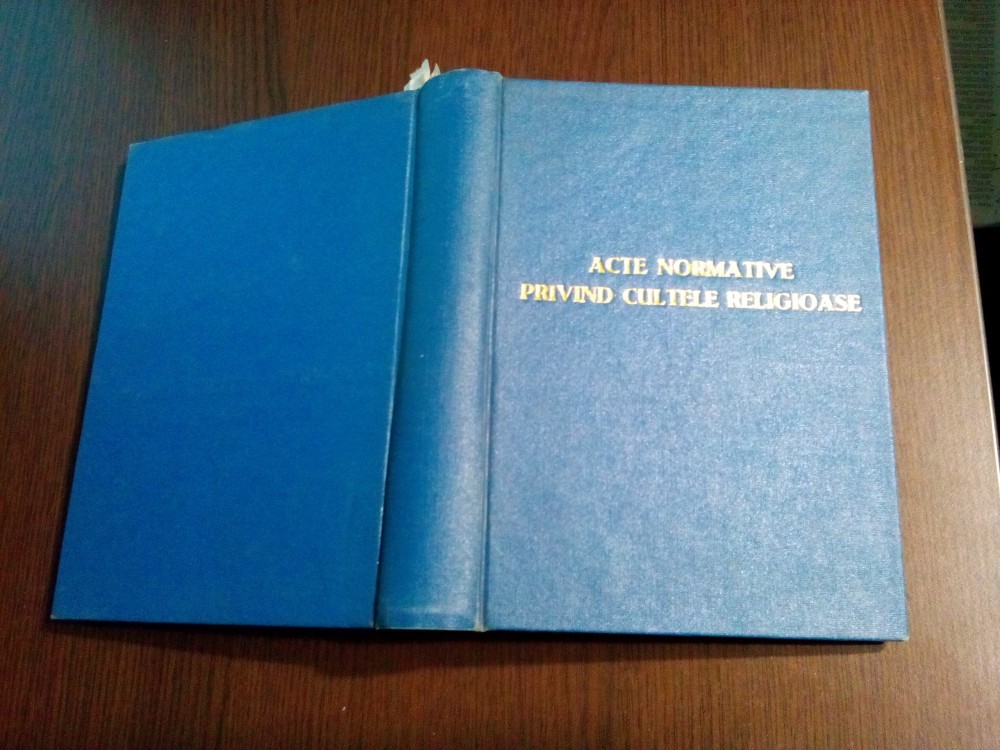 ACTE NORMATIVE
PRIVIND CULTELE RELIGIOASE